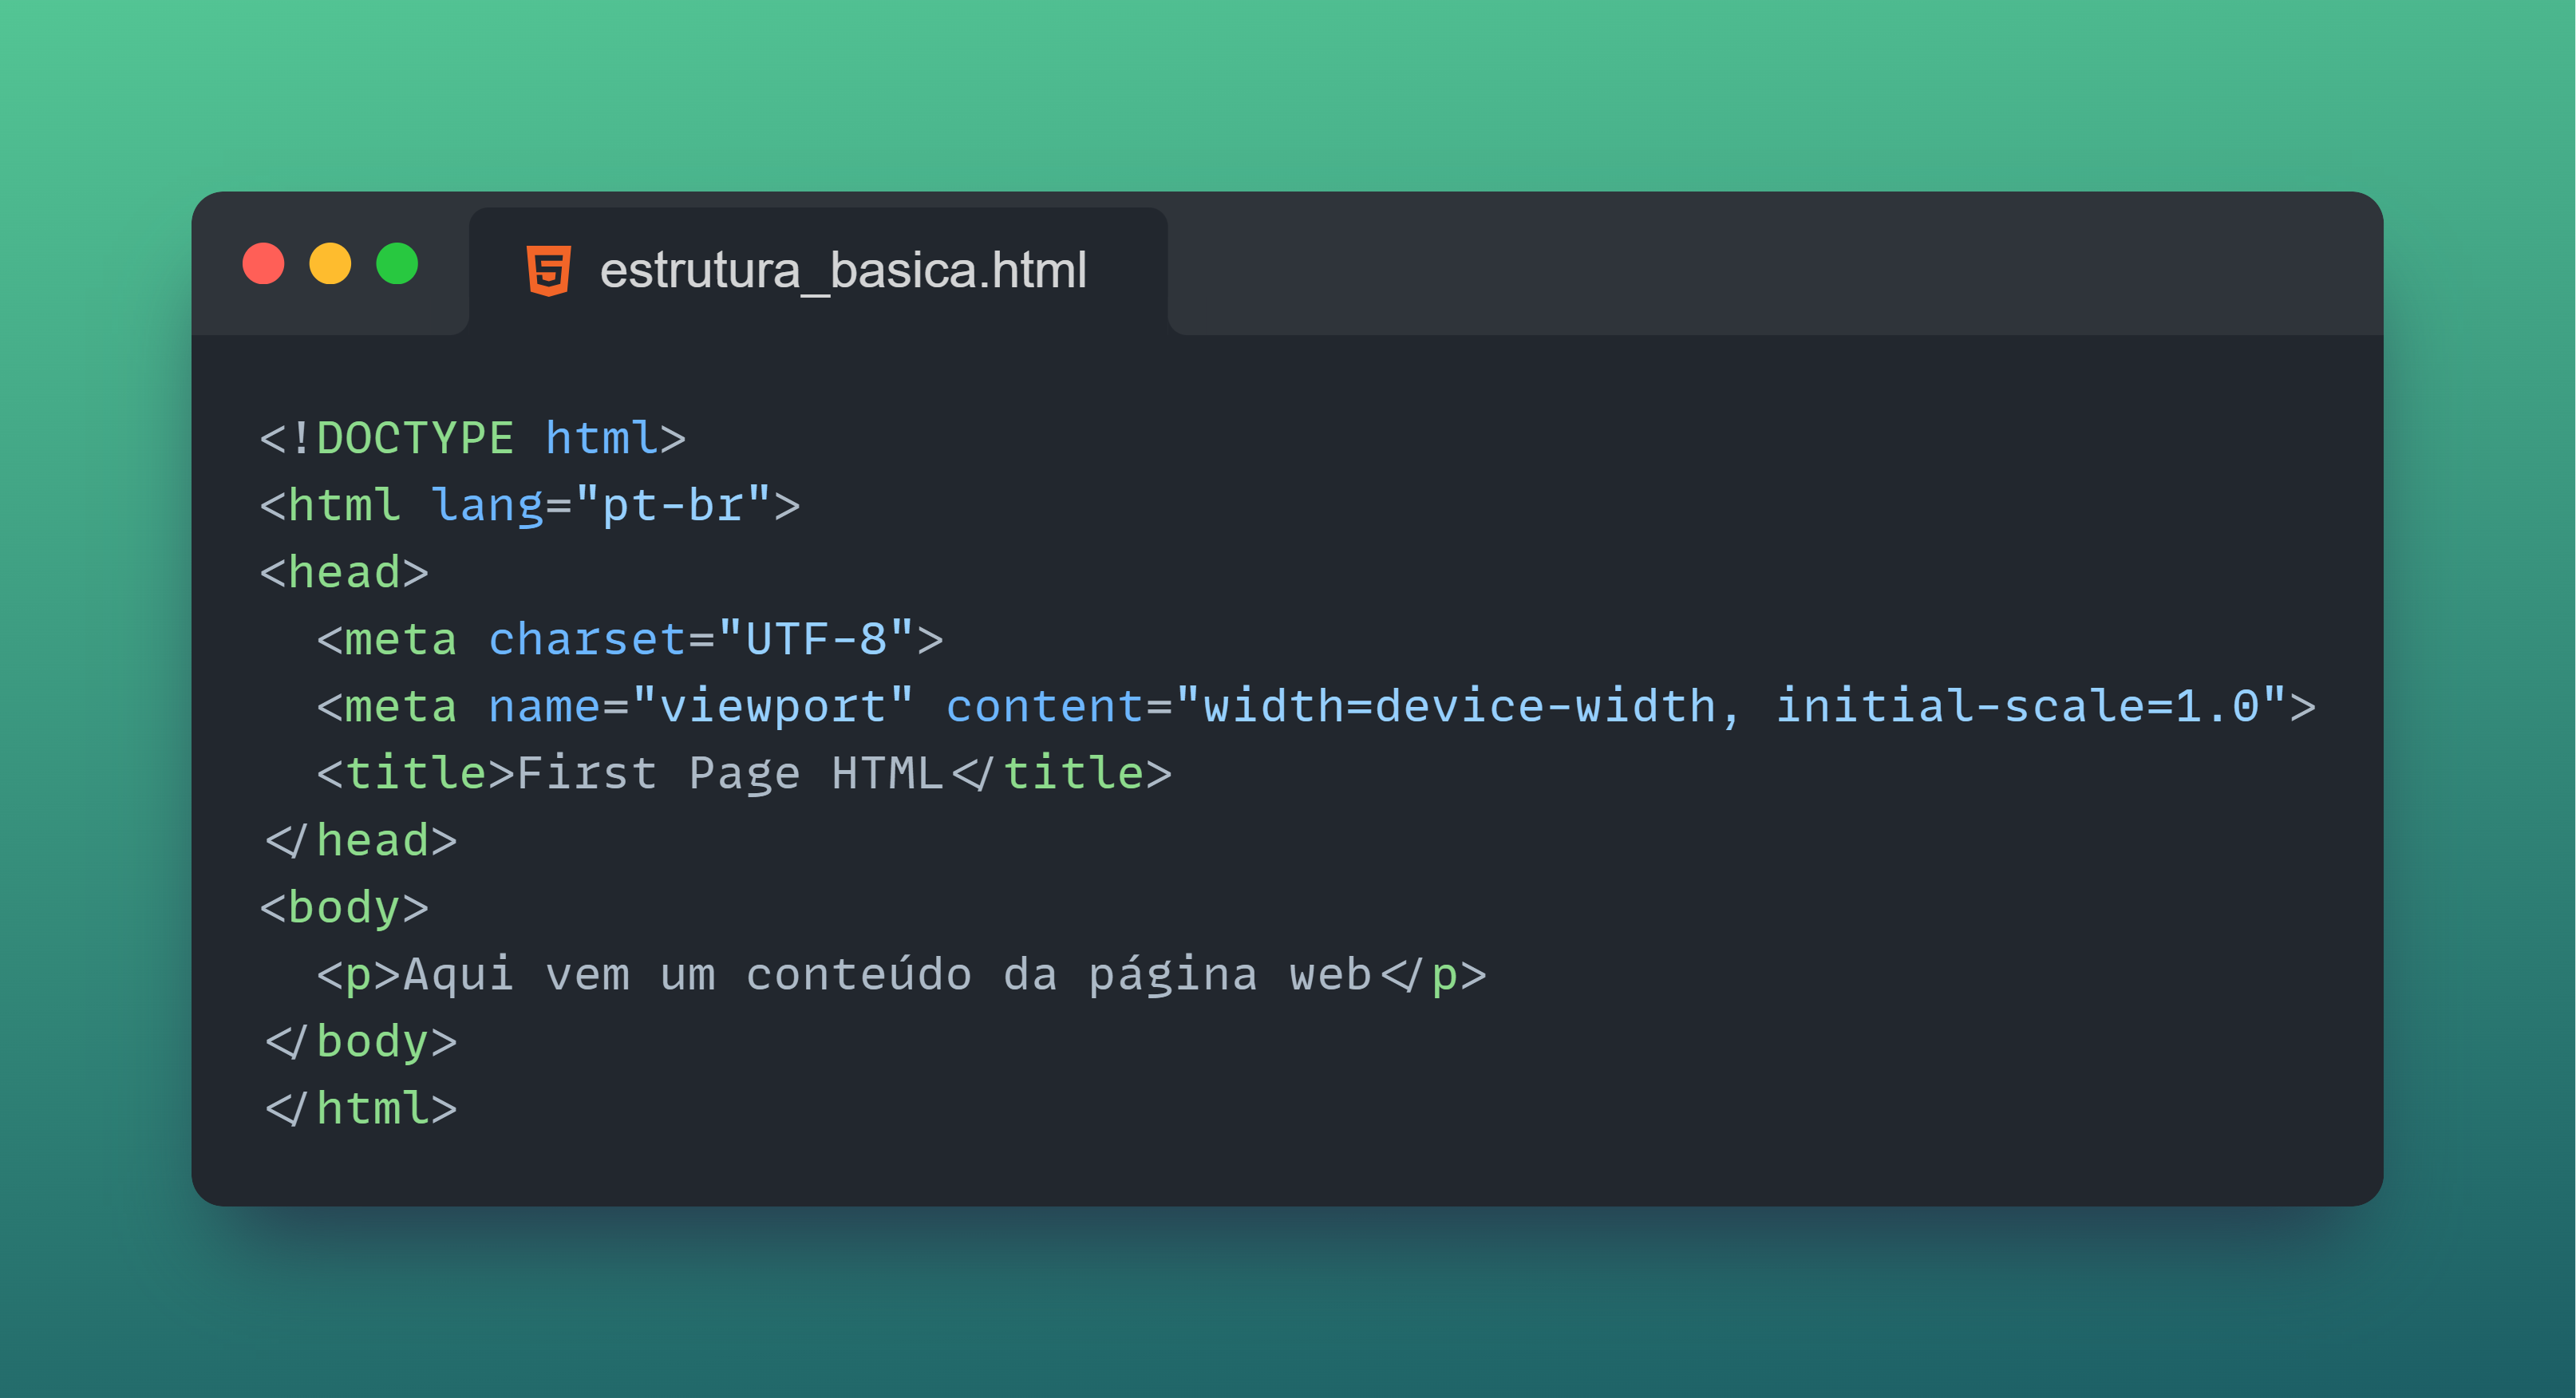 estrutura_basica.html
<!DOCTYPE html>
<html lang="pt-br">
<head>
  <meta charset="UTF-8">
  <meta name="viewport" content="width=device-width, initial-scale=1.0">
  <title>First Page HTML</title>
</head>
<body>
  <p>Aqui vem um conteúdo da página web</p>
</body>
</html>